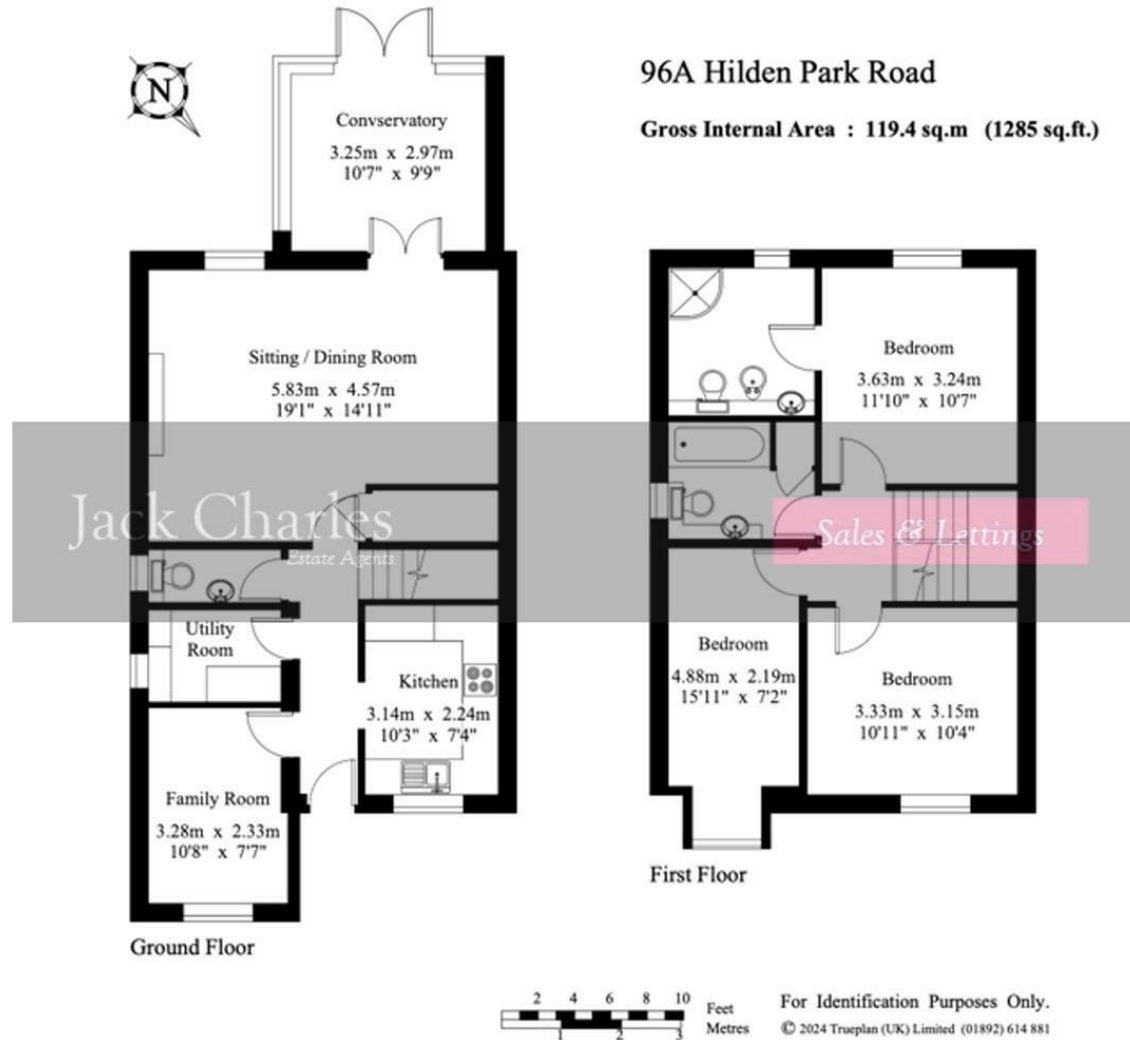 96A Hilden Park Road
Gross Internal Area : 119.4 sq.m (1285 sq.ft.)
N
Convservatory
3.25m x 2.97m
10'7" x 9'9"
Sitting / Dining Room
5.83m x 4.57m
19'1" x 14'11"
Bedroom
3.63m x 3.24m
11'10" x 10'7"
Jack Charles
Estate Agents
Sales & Lettings
Utility
Room
Kitchen
3.14m x 2.24m
10'3" x 7'4"
Family Room
3.28m x 2.33m
10'8" x 7'7"
Bedroom
4.88m x 2.19m
15'11" x 7'2"
Bedroom
3.33m x 3.15m
10'11" x 10'4"
First Floor
Ground Floor
2 4 6 8 10 Feet
1 2 3 Metres
For Identification Purposes Only.
© 2024 Trueplan (UK) Limited (01892) 614 881